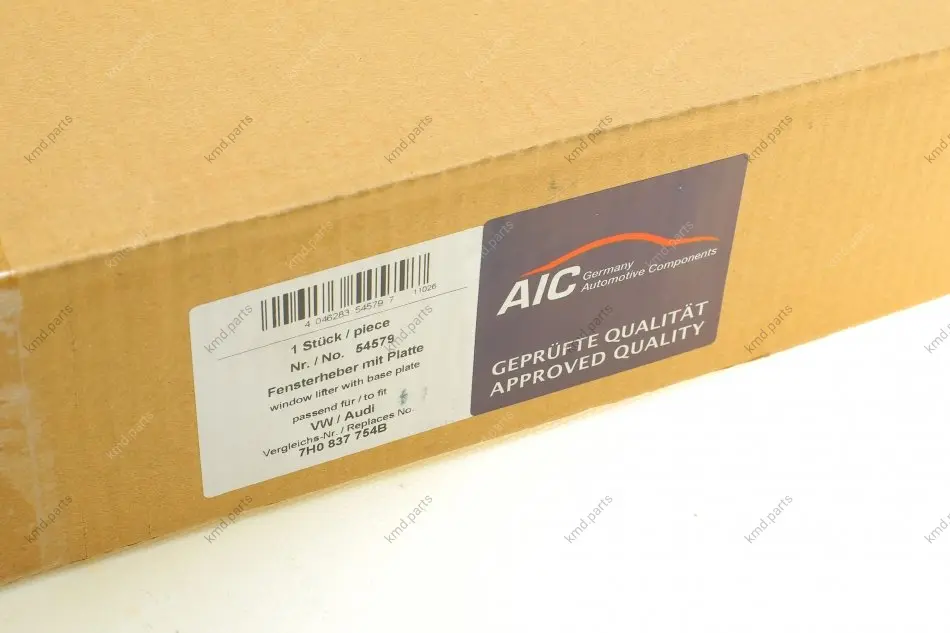 4 046283 54579 7
11026
1 Stück / piece
Nr. / No. 54579
Fensterheber mit Platte
window lifter with base plate
passend für / to fit
VW / Audi
Vergleichs-Nr. / Replaces No.
7H0 837 754B
AIC Germany
Automotive Components
GEPRÜFTE QUALITÄT
APPROVED QUALITY
kmd.parts